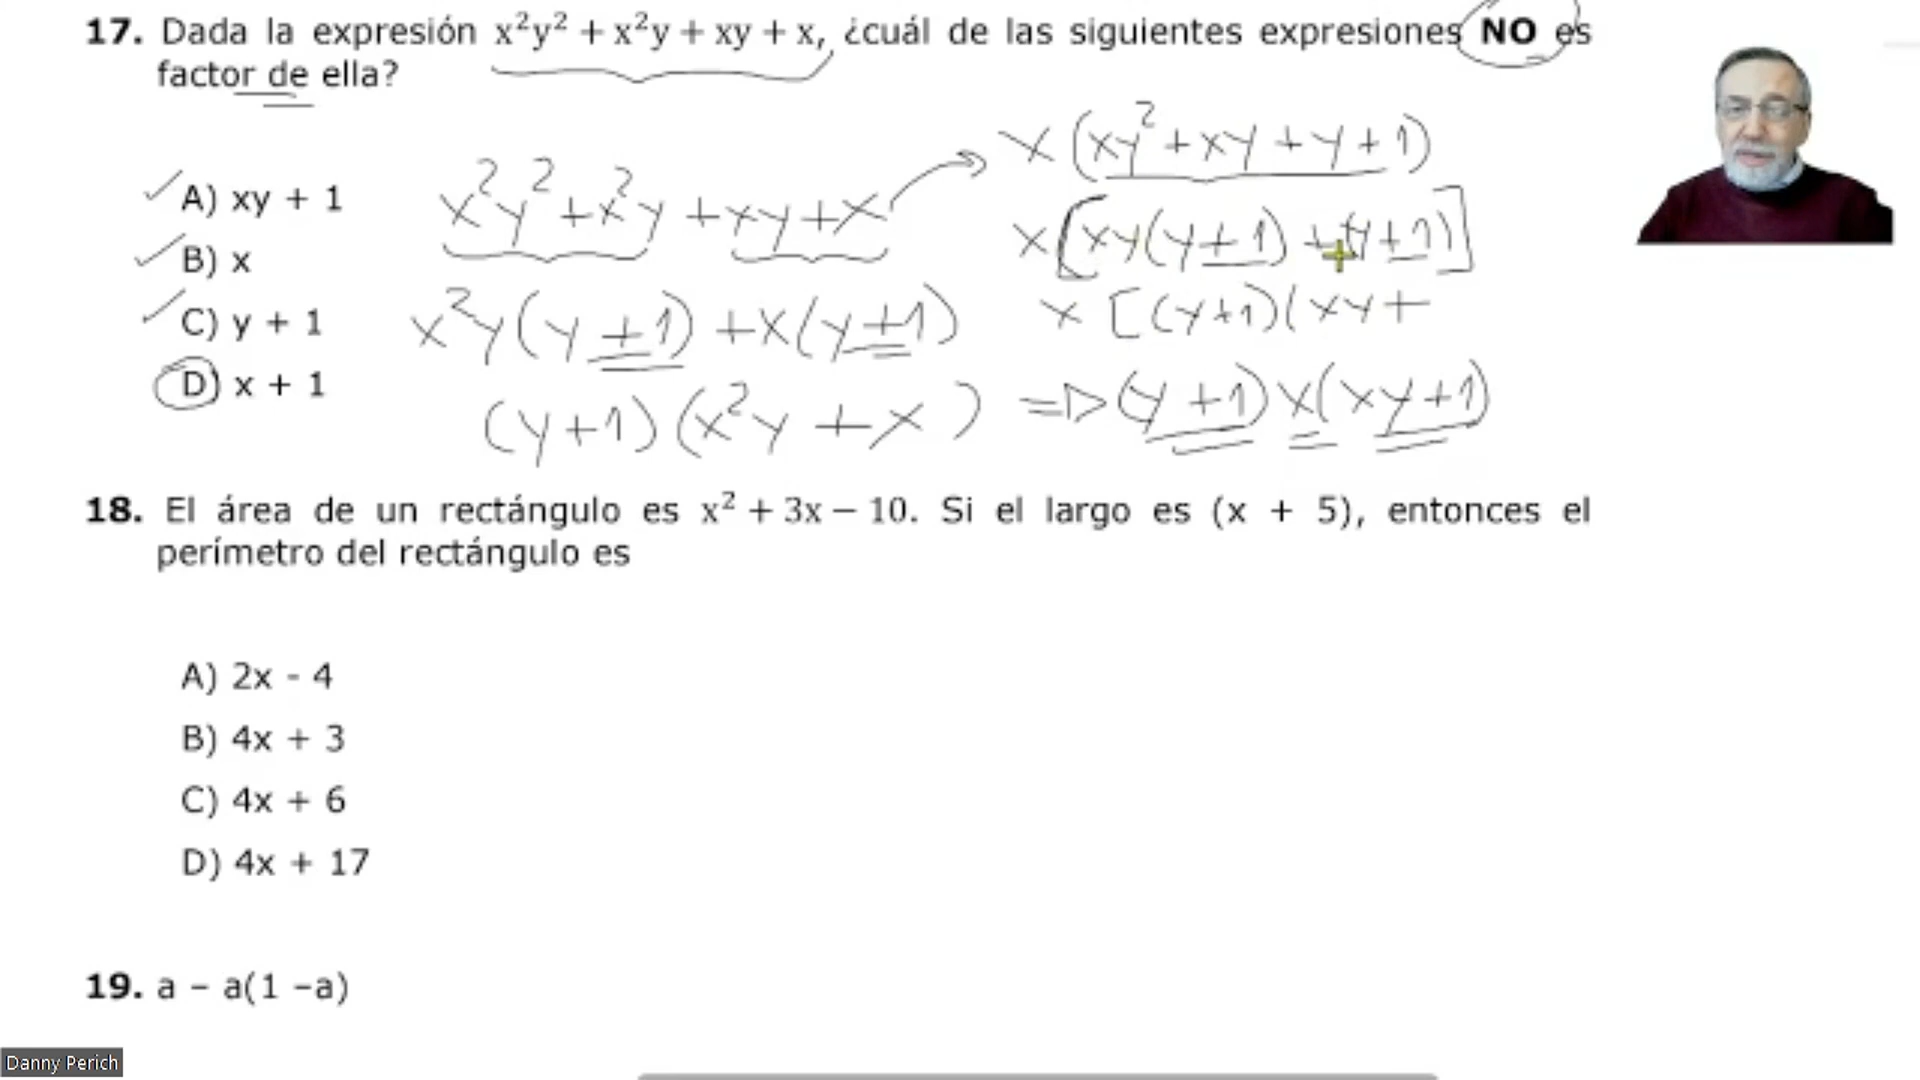 17. Dada la expresión x²y² + x²y + xy + x, ¿cuál de las siguientes expresiones NO es
factor de ella?
A) xy + 1
B) x
C) y + 1
D) x + 1
x²y² + x²y + xy + x
x²y(y + 1) + x(y + 1)
(y + 1)(x²y + x)
x(xy² + xy + y + 1)
x[xy(y + 1) + (y + 1)]
x[(y+1)(xy+
⇒ (y + 1) x(xy + 1)
18. El área de un rectángulo es x² + 3x – 10. Si el largo es (x + 5), entonces el
perímetro del rectángulo es
A) 2x - 4
B) 4x + 3
C) 4x + 6
D) 4x + 17
19. a – a(1 –a)
Danny Perich